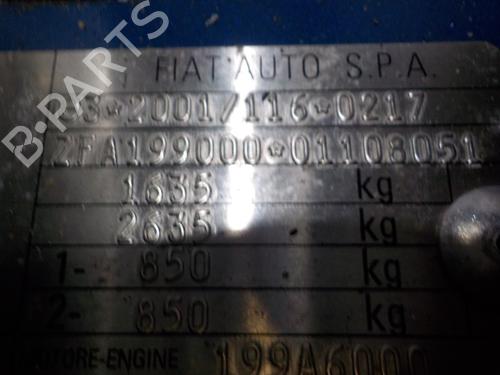 FIAT AUTO S.P.A.
3*2001/116*0217
ZFA199000*01108051
1635 kg
2635 kg
1- 850 kg
2- 850 kg
MOTORE-ENGINE 199A6000
B-PARTS